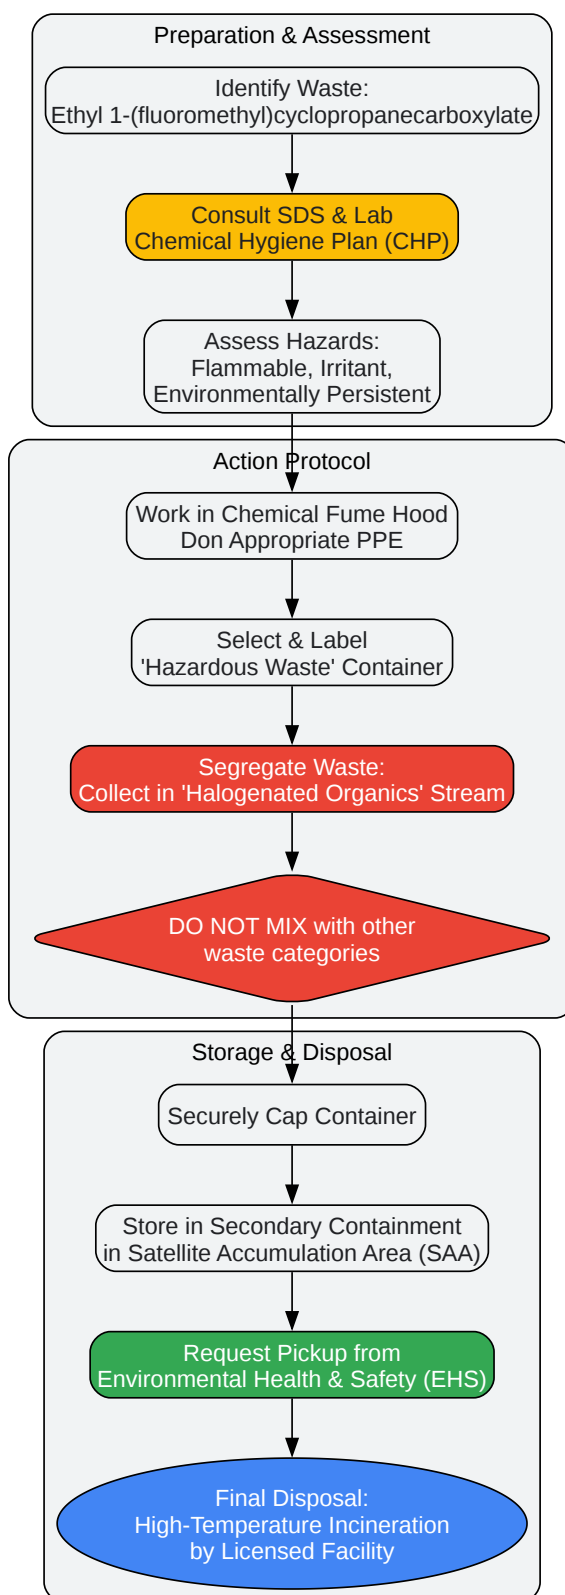 Preparation & Assessment
Identify Waste:
Ethyl 1-(fluoromethyl)cyclopropanecarboxylate
Consult SDS & Lab
Chemical Hygiene Plan (CHP)
Assess Hazards:
Flammable, Irritant,
Environmentally Persistent
Action Protocol
Work in Chemical Fume Hood
Don Appropriate PPE
Select & Label
'Hazardous Waste' Container
Segregate Waste:
Collect in 'Halogenated Organics' Stream
DO NOT MIX with other
waste categories
Storage & Disposal
Securely Cap Container
Store in Secondary Containment
in Satellite Accumulation Area (SAA)
Request Pickup from
Environmental Health & Safety (EHS)
Final Disposal:
High-Temperature Incineration
by Licensed Facility